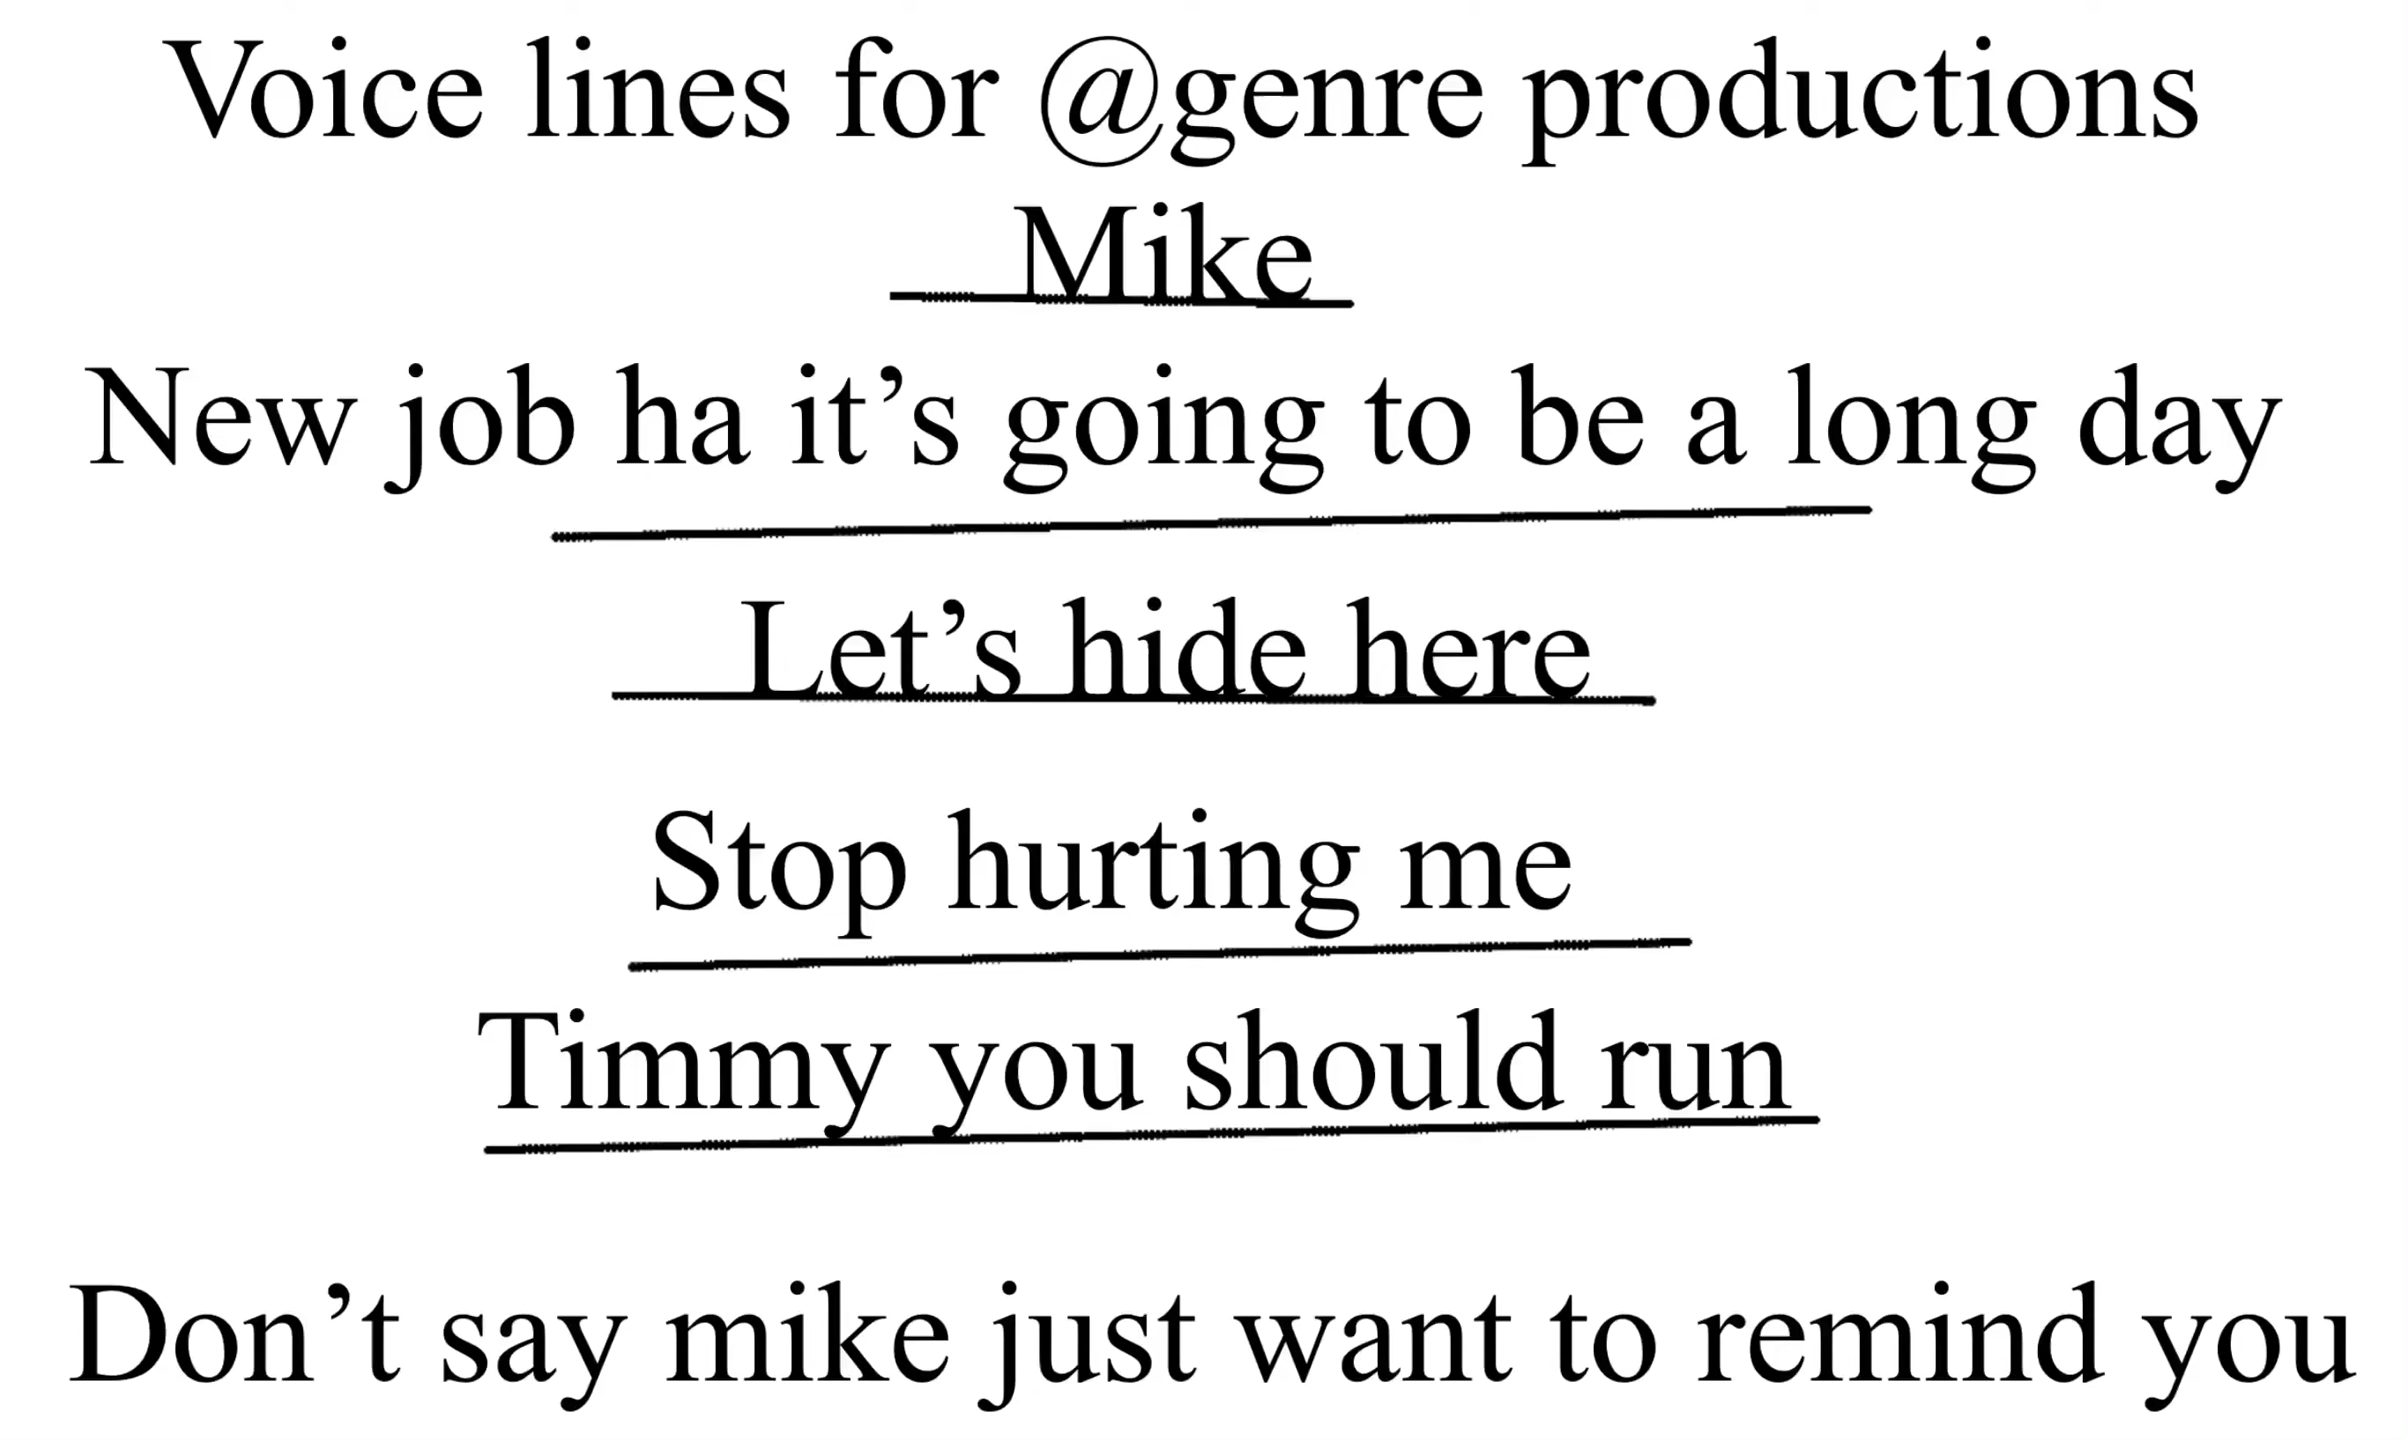 Voice lines for @genre productions
Mike
New job ha it’s going to be a long day
Let’s hide here
Stop hurting me
Timmy you should run
Don’t say mike just want to remind you